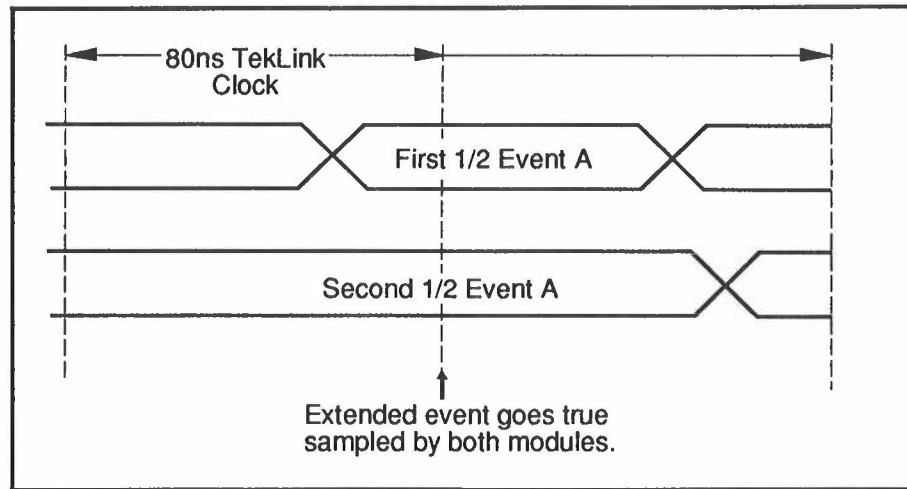 80ns TekLink
Clock
First 1/2 Event A
Second 1/2 Event A
Extended event goes true
sampled by both modules.